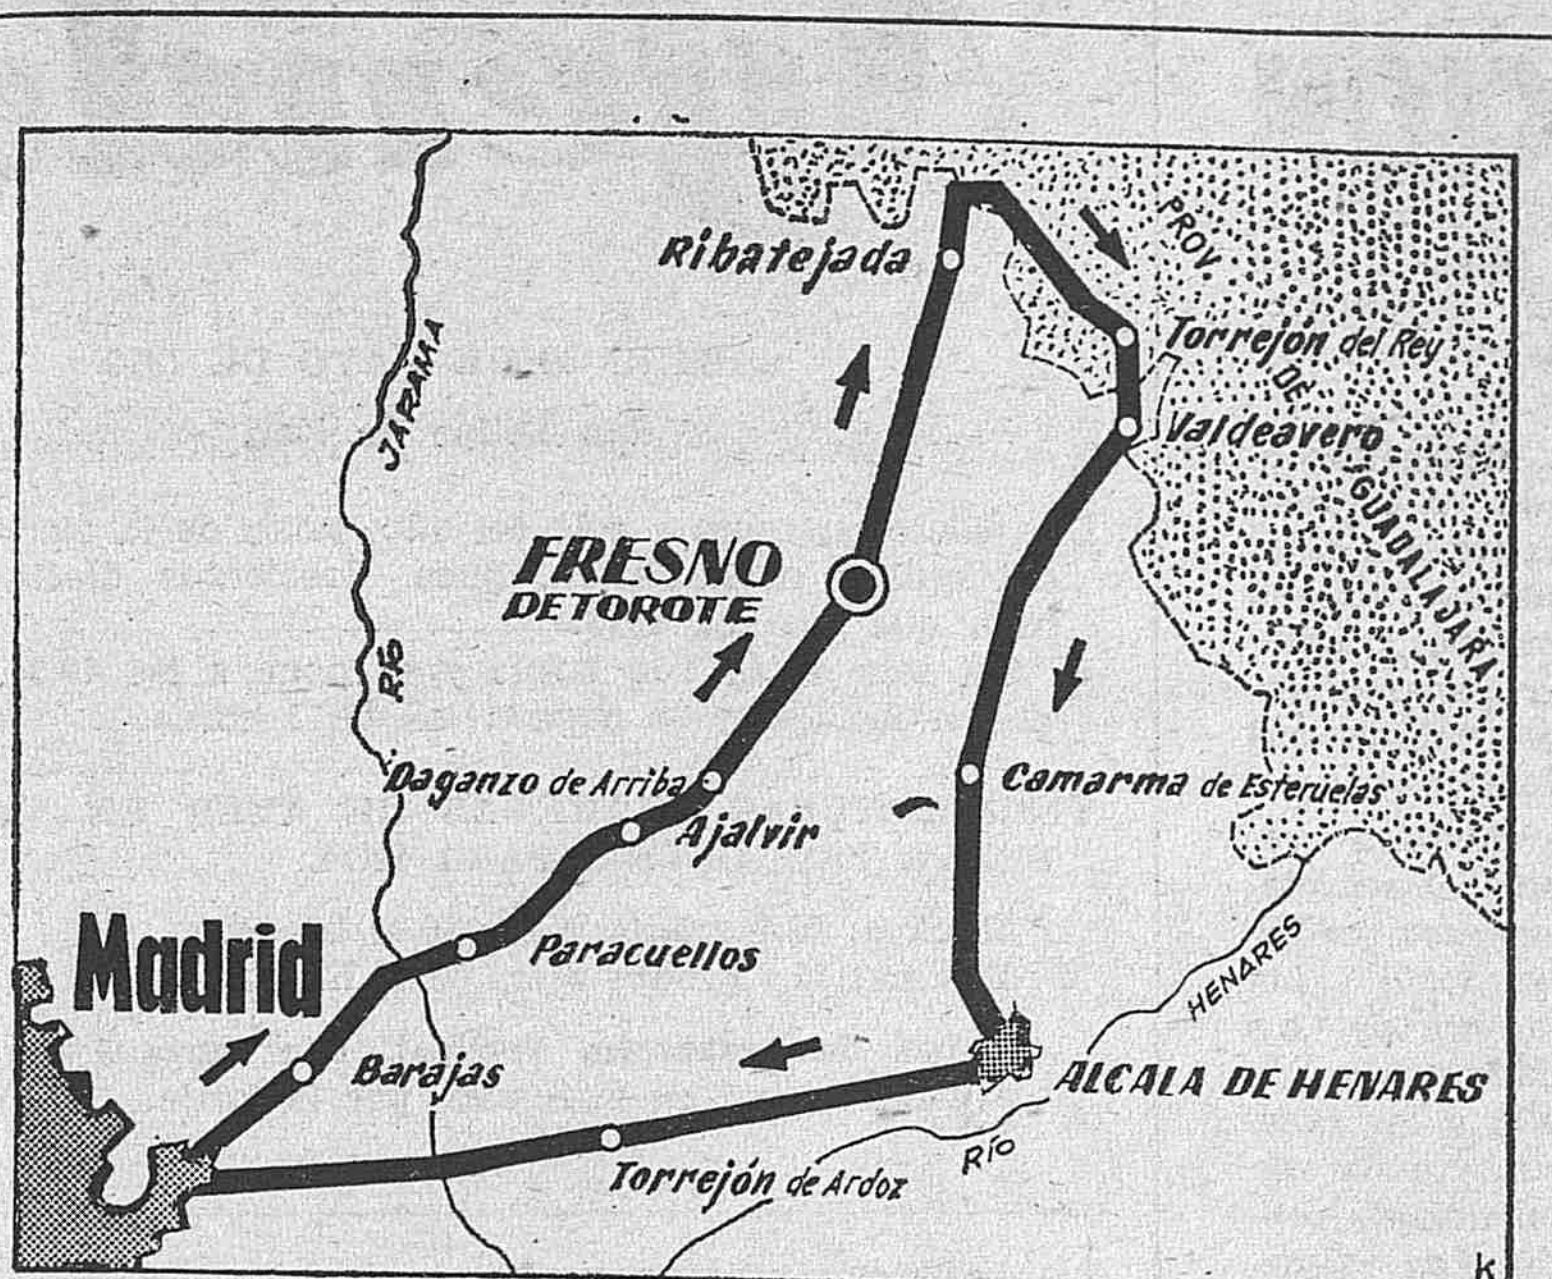 PROV.
Ribatejada
JARAMA
Torrejón del Rey
DE
Valdeavero
GUADALAJARA
FRESNO
DE TOROTE
RÍO
Daganzo de Arriba
Camarma de Esteruelas
Ajalvir
Madrid
Paracuellos
HENARES
Barajas
ALCALA DE HENARES
RÍO
Torrejón de Ardoz
k